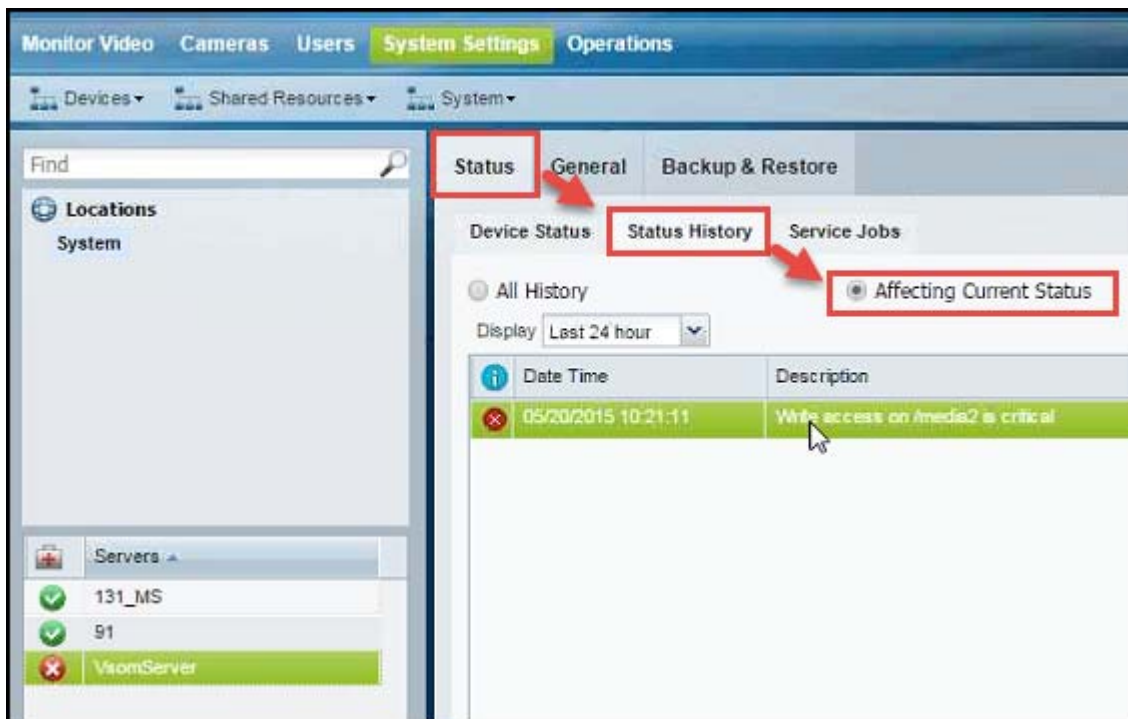 Monitor Video Cameras Users System Settings Operations
Devices Shared Resources System
Find
Status General Backup & Restore
Locations
System
Device Status Status History Service Jobs
All History Affecting Current Status
Display Last 24 hour
Date Time Description
05/20/2015 10:21:11 Write access on /media2 is critical
Servers
131_MS
91
VsomServer